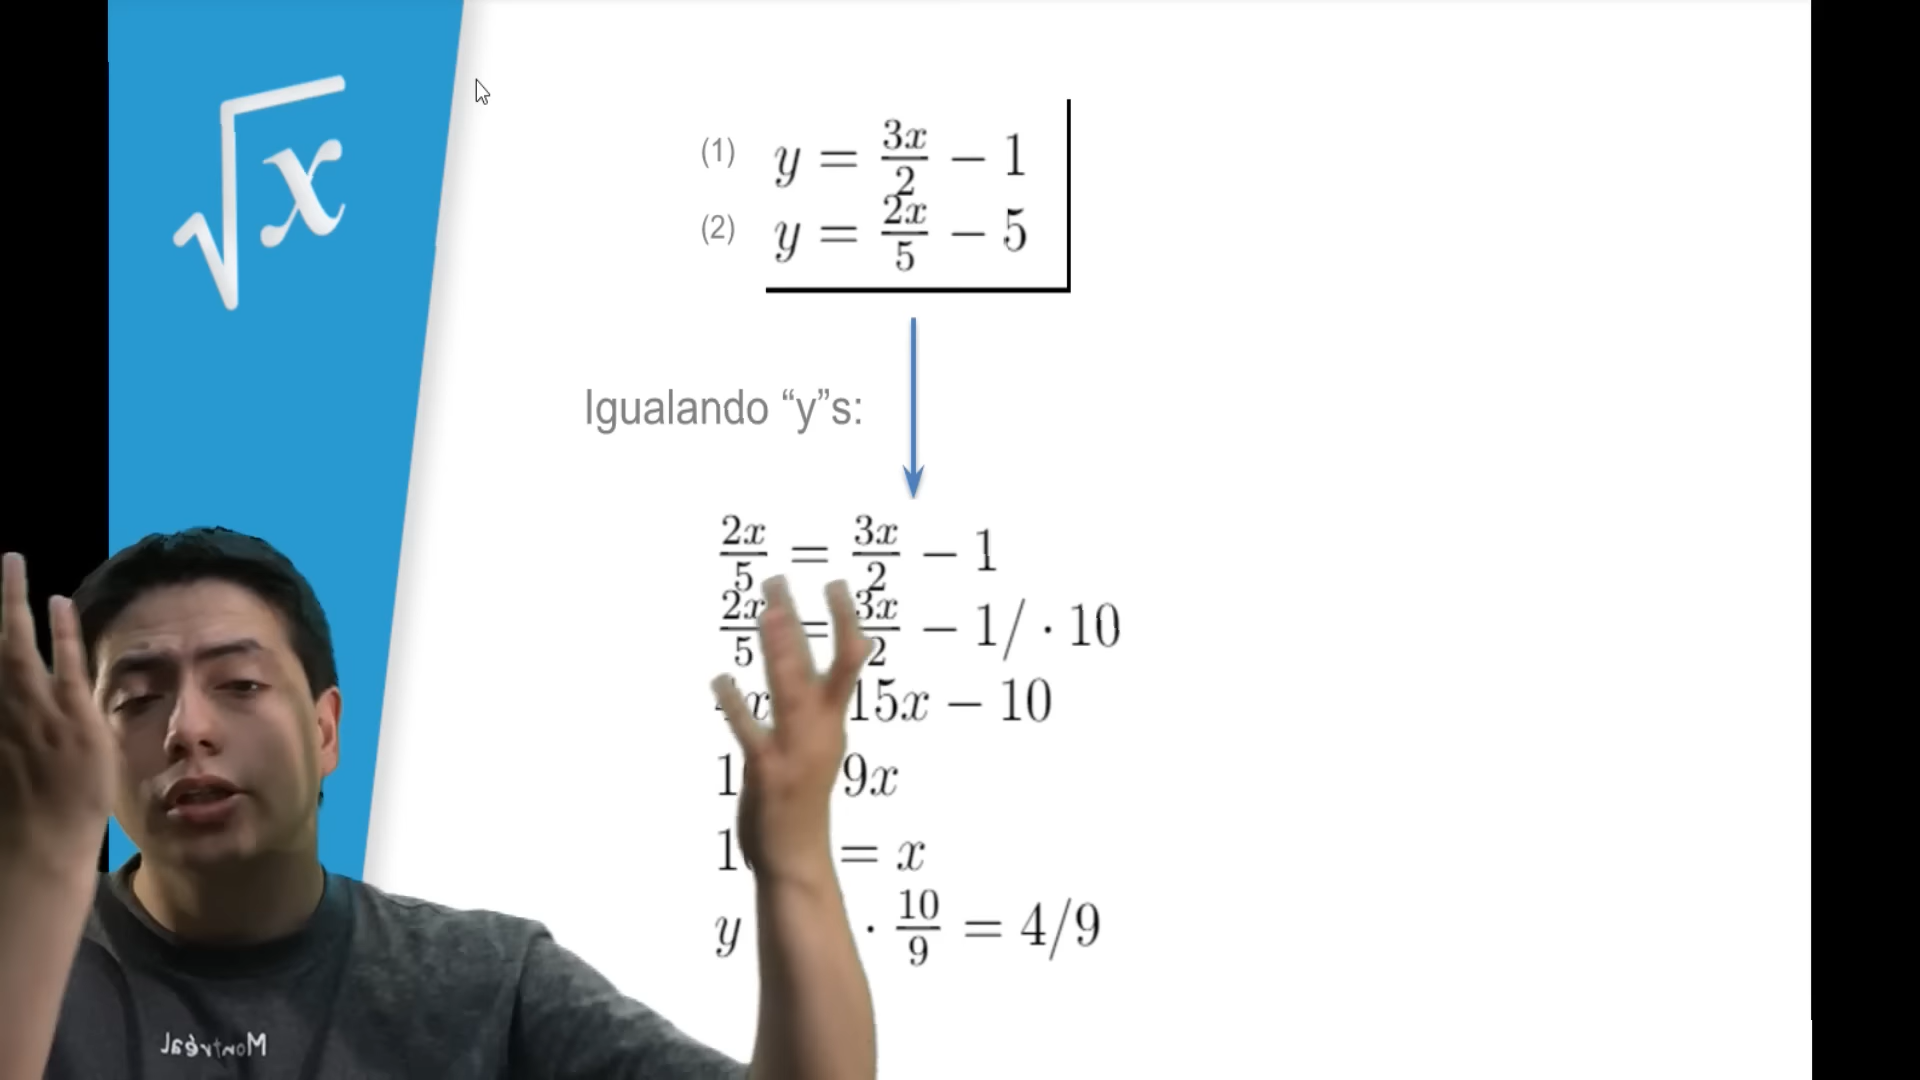 √x
(1) y = 3x/2 − 1
(2) y = 2x/5 − 5
Igualando “y”s:
2x/5 = 3x/2 − 1
2x/5 = 3x/2 − 1/ · 10
15x − 10
9x
= x
y · 10/9 = 4/9
Montréal